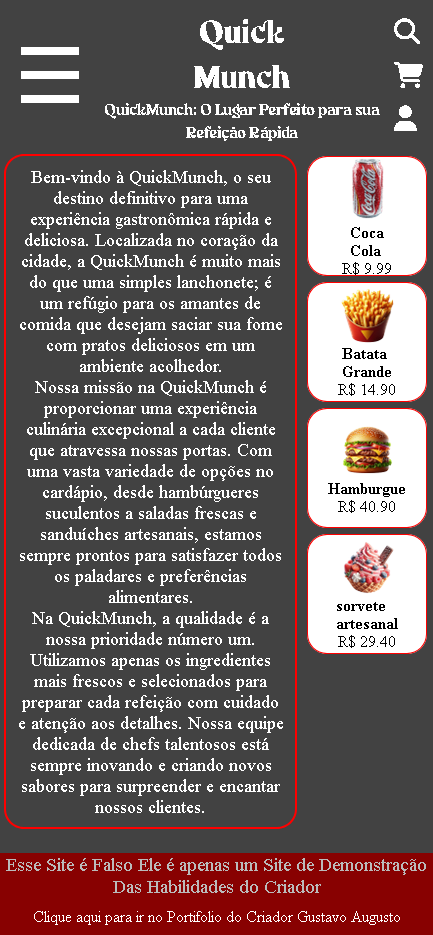 Quick
Munch
QuickMunch: O Lugar Perfeito para sua
Refeição Rápida
Bem-vindo à QuickMunch, o seu
destino definitivo para uma
experiência gastronômica rápida e
deliciosa. Localizada no coração da
cidade, a QuickMunch é muito mais
do que uma simples lanchonete; é
um refúgio para os amantes de
comida que desejam saciar sua fome
com pratos deliciosos em um
ambiente acolhedor.
Nossa missão na QuickMunch é
proporcionar uma experiência
culinária excepcional a cada cliente
que atravessa nossas portas. Com
uma vasta variedade de opções no
cardápio, desde hambúrgueres
suculentos a saladas frescas e
sanduíches artesanais, estamos
sempre prontos para satisfazer todos
os paladares e preferências
alimentares.
Na QuickMunch, a qualidade é a
nossa prioridade número um.
Utilizamos apenas os ingredientes
mais frescos e selecionados para
preparar cada refeição com cuidado
e atenção aos detalhes. Nossa equipe
dedicada de chefs talentosos está
sempre inovando e criando novos
sabores para surpreender e encantar
nossos clientes.
Coca-Cola
Coca
Cola
R$ 9.99
Batata
Grande
R$ 14.90
Hamburgue
R$ 40.90
sorvete
artesanal
R$ 29.40
Esse Site é Falso Ele é apenas um Site de Demonstração
Das Habilidades do Criador
Clique aqui para ir no Portifolio do Criador Gustavo Augusto